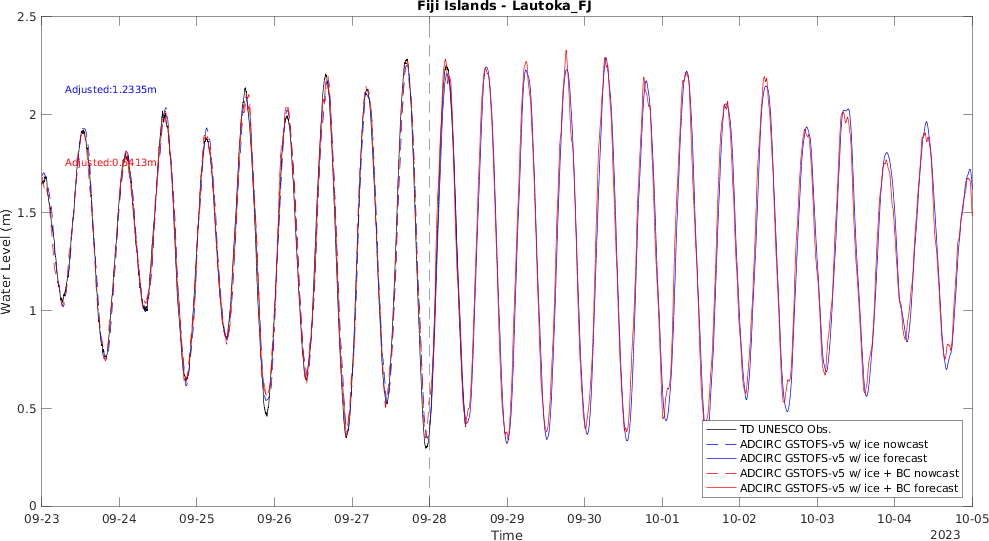 Fiji Islands - Lautoka_FJ
2.5
Adjusted:1.2335m
2
Adjusted:0.9413m
1.5
Water Level (m)
1
0.5
0
TD UNESCO Obs.
ADCIRC GSTOFS-v5 w/ ice nowcast
ADCIRC GSTOFS-v5 w/ ice forecast
ADCIRC GSTOFS-v5 w/ ice + BC nowcast
ADCIRC GSTOFS-v5 w/ ice + BC forecast
09-23 09-24 09-25 09-26 09-27 09-28 09-29 09-30 10-01 10-02 10-03 10-04 10-05
Time
2023